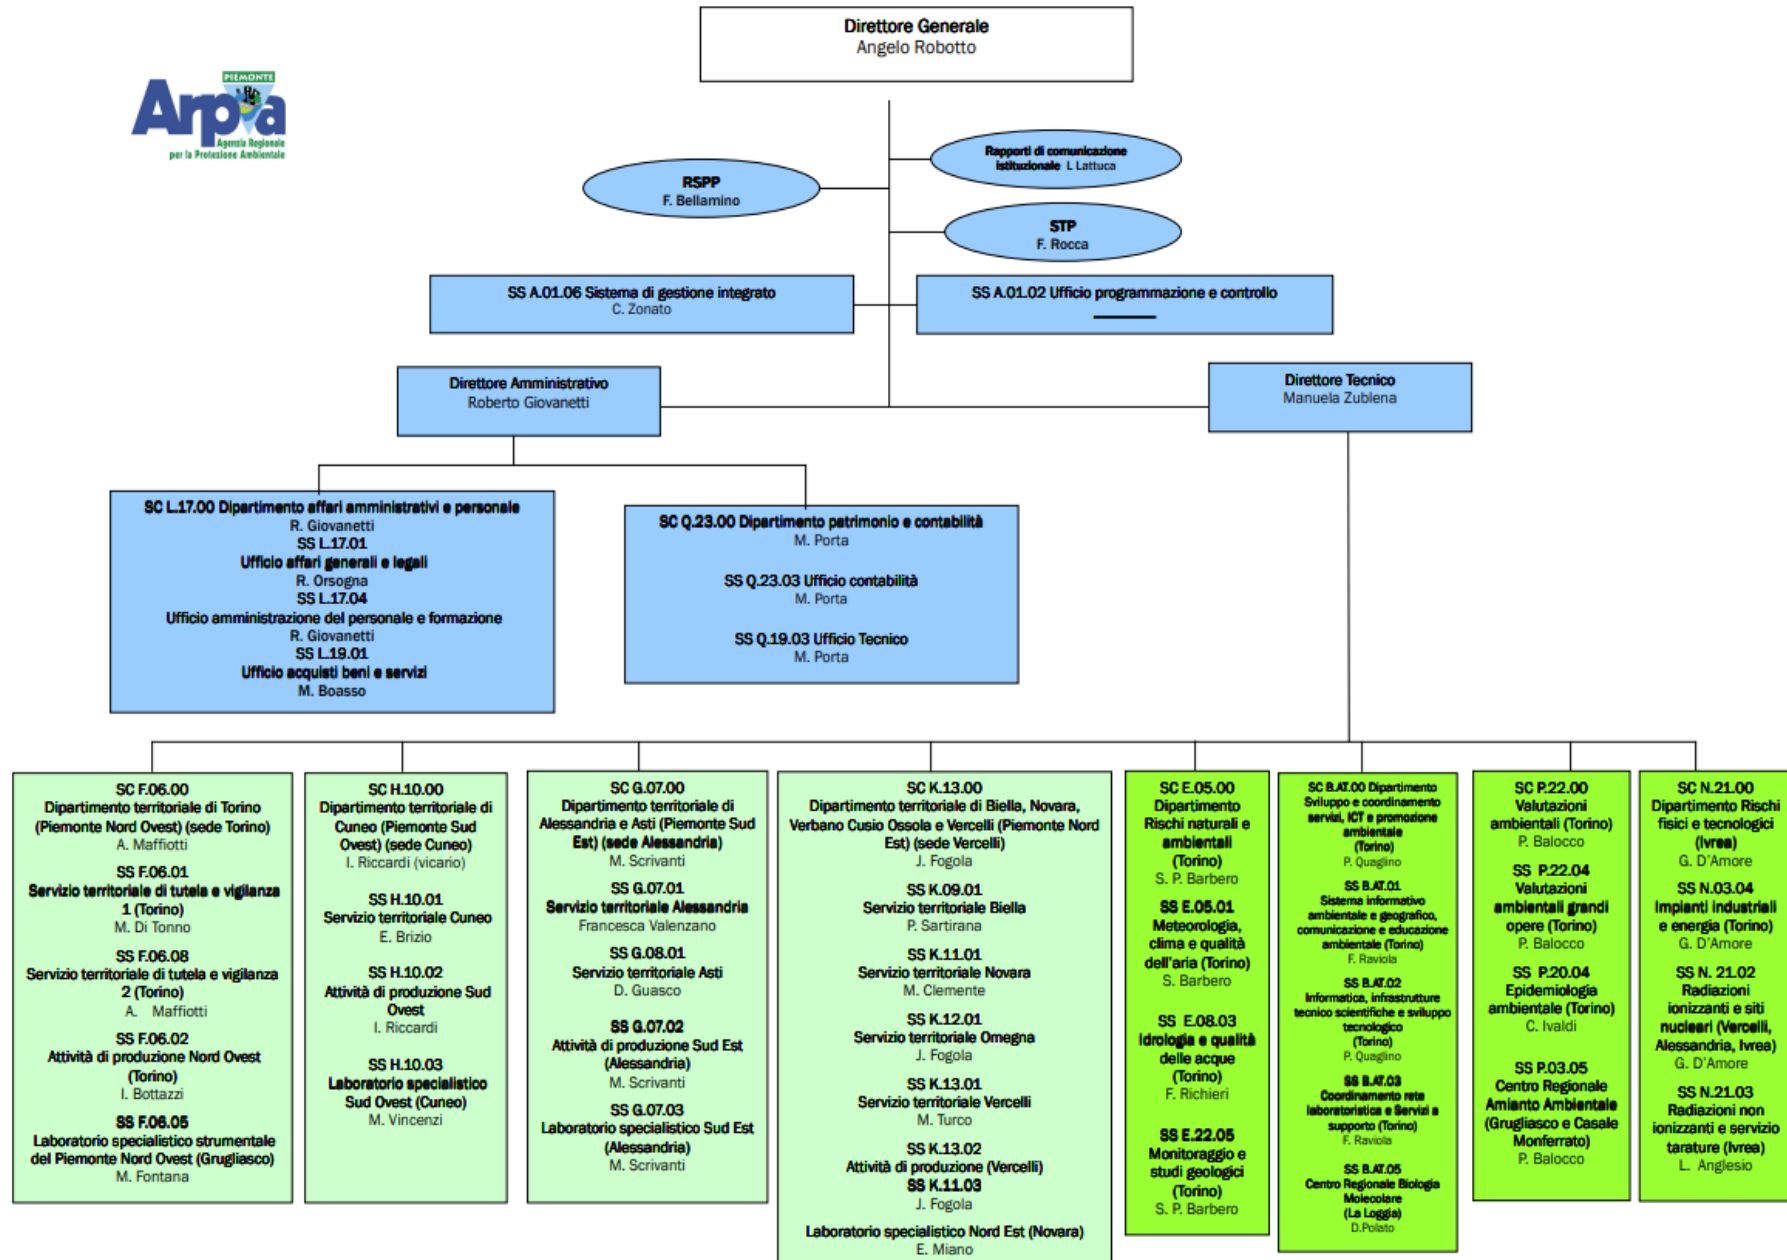 Direttore Generale
Angelo Robotto
PIEMONTE
Arpa
Agenzia Regionale
per la Protezione Ambientale
Rapporti di comunicazione
istituzionale L Lattuca
RSPP
F. Bellamino
STP
F. Rocca
SS A.01.06 Sistema di gestione integrato
C. Zonato
SS A.01.02 Ufficio programmazione e controllo
Direttore Amministrativo
Roberto Giovanetti
Direttore Tecnico
Manuela Zublena
SC L.17.00 Dipartimento affari amministrativi e personale
R. Giovanetti
SS L.17.01
Ufficio affari generali e legali
R. Orsogna
SS L.17.04
Ufficio amministrazione del personale e formazione
R. Giovanetti
SS L.19.01
Ufficio acquisti beni e servizi
M. Boasso
SC Q.23.00 Dipartimento patrimonio e contabilità
M. Porta
SS Q.23.03 Ufficio contabilità
M. Porta
SS Q.19.03 Ufficio Tecnico
M. Porta
SC F.06.00
Dipartimento territoriale di Torino
(Piemonte Nord Ovest) (sede Torino)
A. Maffiotti
SS F.06.01
Servizio territoriale di tutela e vigilanza
1 (Torino)
M. Di Tonno
SS F.06.08
Servizio territoriale di tutela e vigilanza
2 (Torino)
A. Maffiotti
SS F.06.02
Attività di produzione Nord Ovest
(Torino)
I. Bottazzi
SS F.06.05
Laboratorio specialistico strumentale
del Piemonte Nord Ovest (Grugliasco)
M. Fontana
SC H.10.00
Dipartimento territoriale di
Cuneo (Piemonte Sud
Ovest) (sede Cuneo)
I. Riccardi (vicario)
SS H.10.01
Servizio territoriale Cuneo
E. Brizio
SS H.10.02
Attività di produzione Sud
Ovest
I. Riccardi
SS H.10.03
Laboratorio specialistico
Sud Ovest (Cuneo)
M. Vincenzi
SC G.07.00
Dipartimento territoriale di
Alessandria e Asti (Piemonte Sud
Est) (sede Alessandria)
M. Scrivanti
SS G.07.01
Servizio territoriale Alessandria
Francesca Valenzano
SS G.08.01
Servizio territoriale Asti
D. Guasco
SS G.07.02
Attività di produzione Sud Est
(Alessandria)
M. Scrivanti
SS G.07.03
Laboratorio specialistico Sud Est
(Alessandria)
M. Scrivanti
SC K.13.00
Dipartimento territoriale di Biella, Novara,
Verbano Cusio Ossola e Vercelli (Piemonte Nord
Est) (sede Vercelli)
J. Fogola
SS K.09.01
Servizio territoriale Biella
P. Sartirana
SS K.11.01
Servizio territoriale Novara
M. Clemente
SS K.12.01
Servizio territoriale Omegna
J. Fogola
SS K.13.01
Servizio territoriale Vercelli
M. Turco
SS K.13.02
Attività di produzione (Vercelli)
SS K.11.03
J. Fogola
Laboratorio specialistico Nord Est (Novara)
E. Miano
SC E.05.00
Dipartimento
Rischi naturali e
ambientali
(Torino)
S. P. Barbero
SS E.05.01
Meteorologia,
clima e qualità
dell'aria (Torino)
S. Barbero
SS E.08.03
Idrologia e qualità
delle acque
(Torino)
F. Richieri
SS E.22.05
Monitoraggio e
studi geologici
(Torino)
S. P. Barbero
SC B.AT.00 Dipartimento
Sviluppo e coordinamento
servizi, ICT e promozione
ambientale
(Torino)
P. Quaglino
SS B.AT.01
Sistema informativo
ambientale e geografico,
comunicazione e educazione
ambientale (Torino)
F. Raviola
SS B.AT.02
Informatica, infrastrutture
tecnico scientifiche e sviluppo
tecnologico
(Torino)
P. Quaglino
SS B.AT.03
Coordinamento rete
laboratoristica e Servizi a
supporto (Torino)
F. Raviola
SS B.AT.05
Centro Regionale Biologia
Molecolare
(La Loggia)
D.Polato
SC P.22.00
Valutazioni
ambientali (Torino)
P. Balocco
SS P.22.04
Valutazioni
ambientali grandi
opere (Torino)
P. Balocco
SS P.20.04
Epidemiologia
ambientale (Torino)
C. Ivaldi
SS P.03.05
Centro Regionale
Amianto Ambientale
(Grugliasco e Casale
Monferrato)
P. Balocco
SC N.21.00
Dipartimento Rischi
fisici e tecnologici
(Ivrea)
G. D'Amore
SS N.03.04
Impianti industriali
e energia (Torino)
G. D'Amore
SS N. 21.02
Radiazioni
ionizzanti e siti
nucleari (Vercelli,
Alessandria, Ivrea)
G. D'Amore
SS N.21.03
Radiazioni non
ionizzanti e servizio
tarature (Ivrea)
L. Anglesio